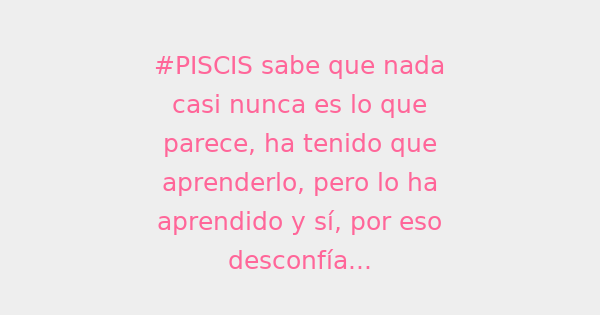 #PISCIS sabe que nada
casi nunca es lo que
parece, ha tenido que
aprenderlo, pero lo ha
aprendido y sí, por eso
desconfía...